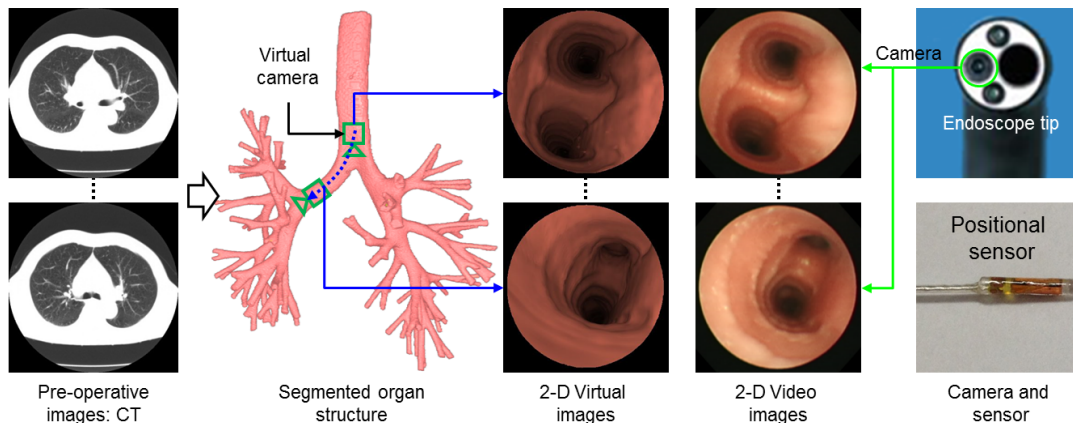 Virtual
camera
Camera
Endoscope tip
Positional
sensor
Pre-operative
images: CT
Segmented organ
structure
2-D Virtual
images
2-D Video
images
Camera and
sensor